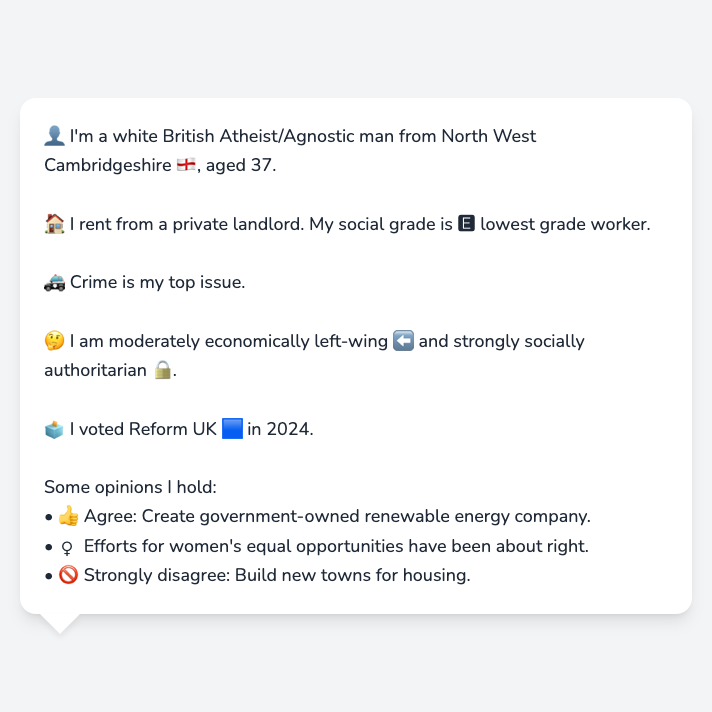 👤 I'm a white British Atheist/Agnostic man from North West
Cambridgeshire 🏴󠁧󠁢󠁥󠁮󠁧󠁿, aged 37.
🏠 I rent from a private landlord. My social grade is 🅴 lowest grade worker.
🚓 Crime is my top issue.
🤔 I am moderately economically left-wing ⬅️ and strongly socially
authoritarian 🔒.
🗳️ I voted Reform UK 🟦 in 2024.
Some opinions I hold:
• 👍 Agree: Create government-owned renewable energy company.
• ♀ Efforts for women's equal opportunities have been about right.
• 🚫 Strongly disagree: Build new towns for housing.